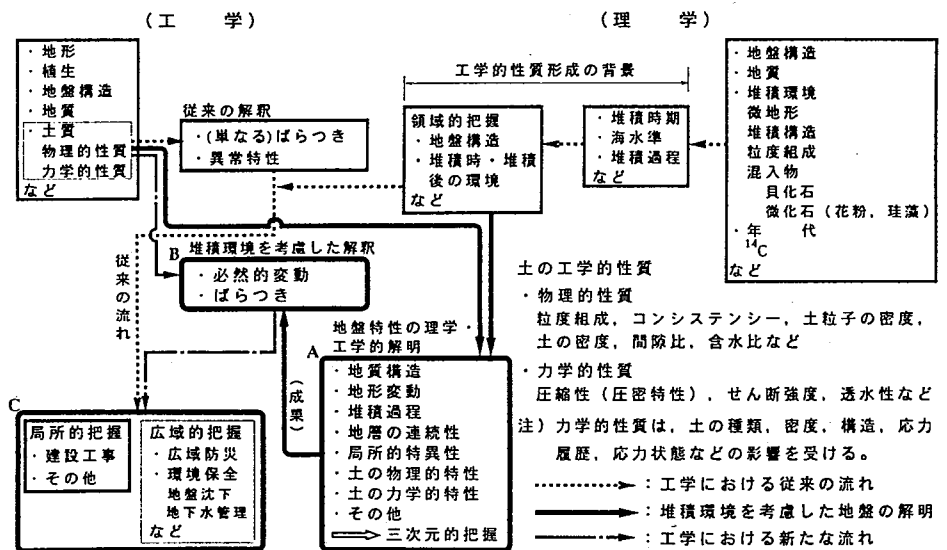 (工　学)
・地形
・植生
・地盤構造
・地質
・土質
物理的性質
力学的性質
など
従来の解釈
・(単なる)ばらつき
・異常特性
(理　学)
工学的性質形成の背景
領域的把握
・地盤構造
・堆積時・堆積
後の環境
など
・堆積時期
・海水準
・堆積過程
など
・地盤構造
・地質
・堆積環境
微地形
堆積構造
粒度組成
混入物
貝化石
微化石(花粉,珪藻)
・年　代
14C
など
従来の流れ
B 堆積環境を考慮した解釈
・必然的変動
・ばらつき
(成果)
A 地盤特性の理学・
工学的解明
・地質構造
・地形変動
・堆積過程
・地層の連続性
・局所的特異性
・土の物理的特性
・土の力学的特性
・その他
三次元的把握
C
局所的把握
・建設工事
・その他
広域的把握
・広域防災
・環境保全
地盤沈下
地下水管理
など
土の工学的性質
・物理的性質
粒度組成,コンシステンシー,土粒子の密度,
土の密度,間隙比,含水比など
・力学的性質
圧縮性(圧密特性),せん断強度,透水性など
注)力学的性質は,土の種類,密度,構造,応力
履歴,応力状態などの影響を受ける。
:工学における従来の流れ
:堆積環境を考慮した地盤の解明
:工学における新たな流れ